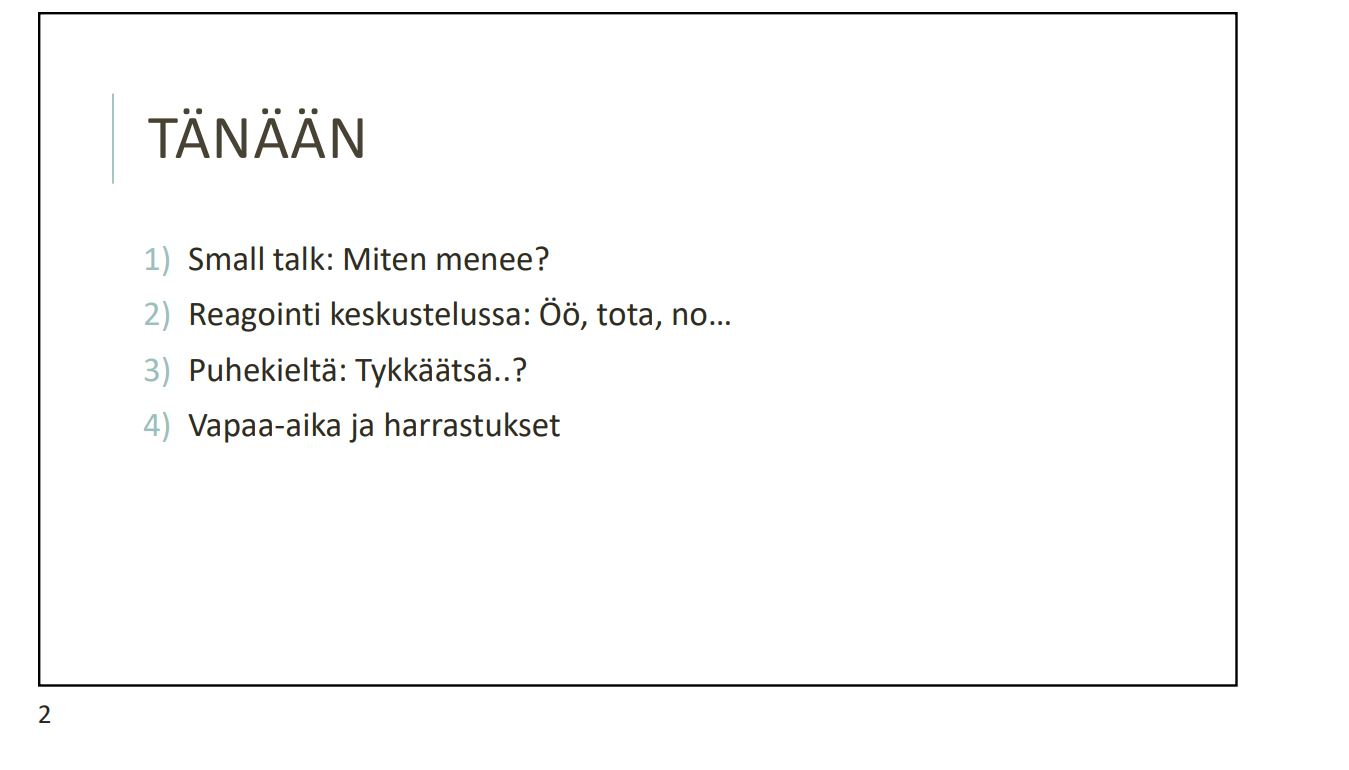 TÄNÄÄN
1) Small talk: Miten menee?
2) Reagointi keskustelussa: Öö, tota, no…
3) Puhekieltä: Tykkäätsä..?
4) Vapaa-aika ja harrastukset
2